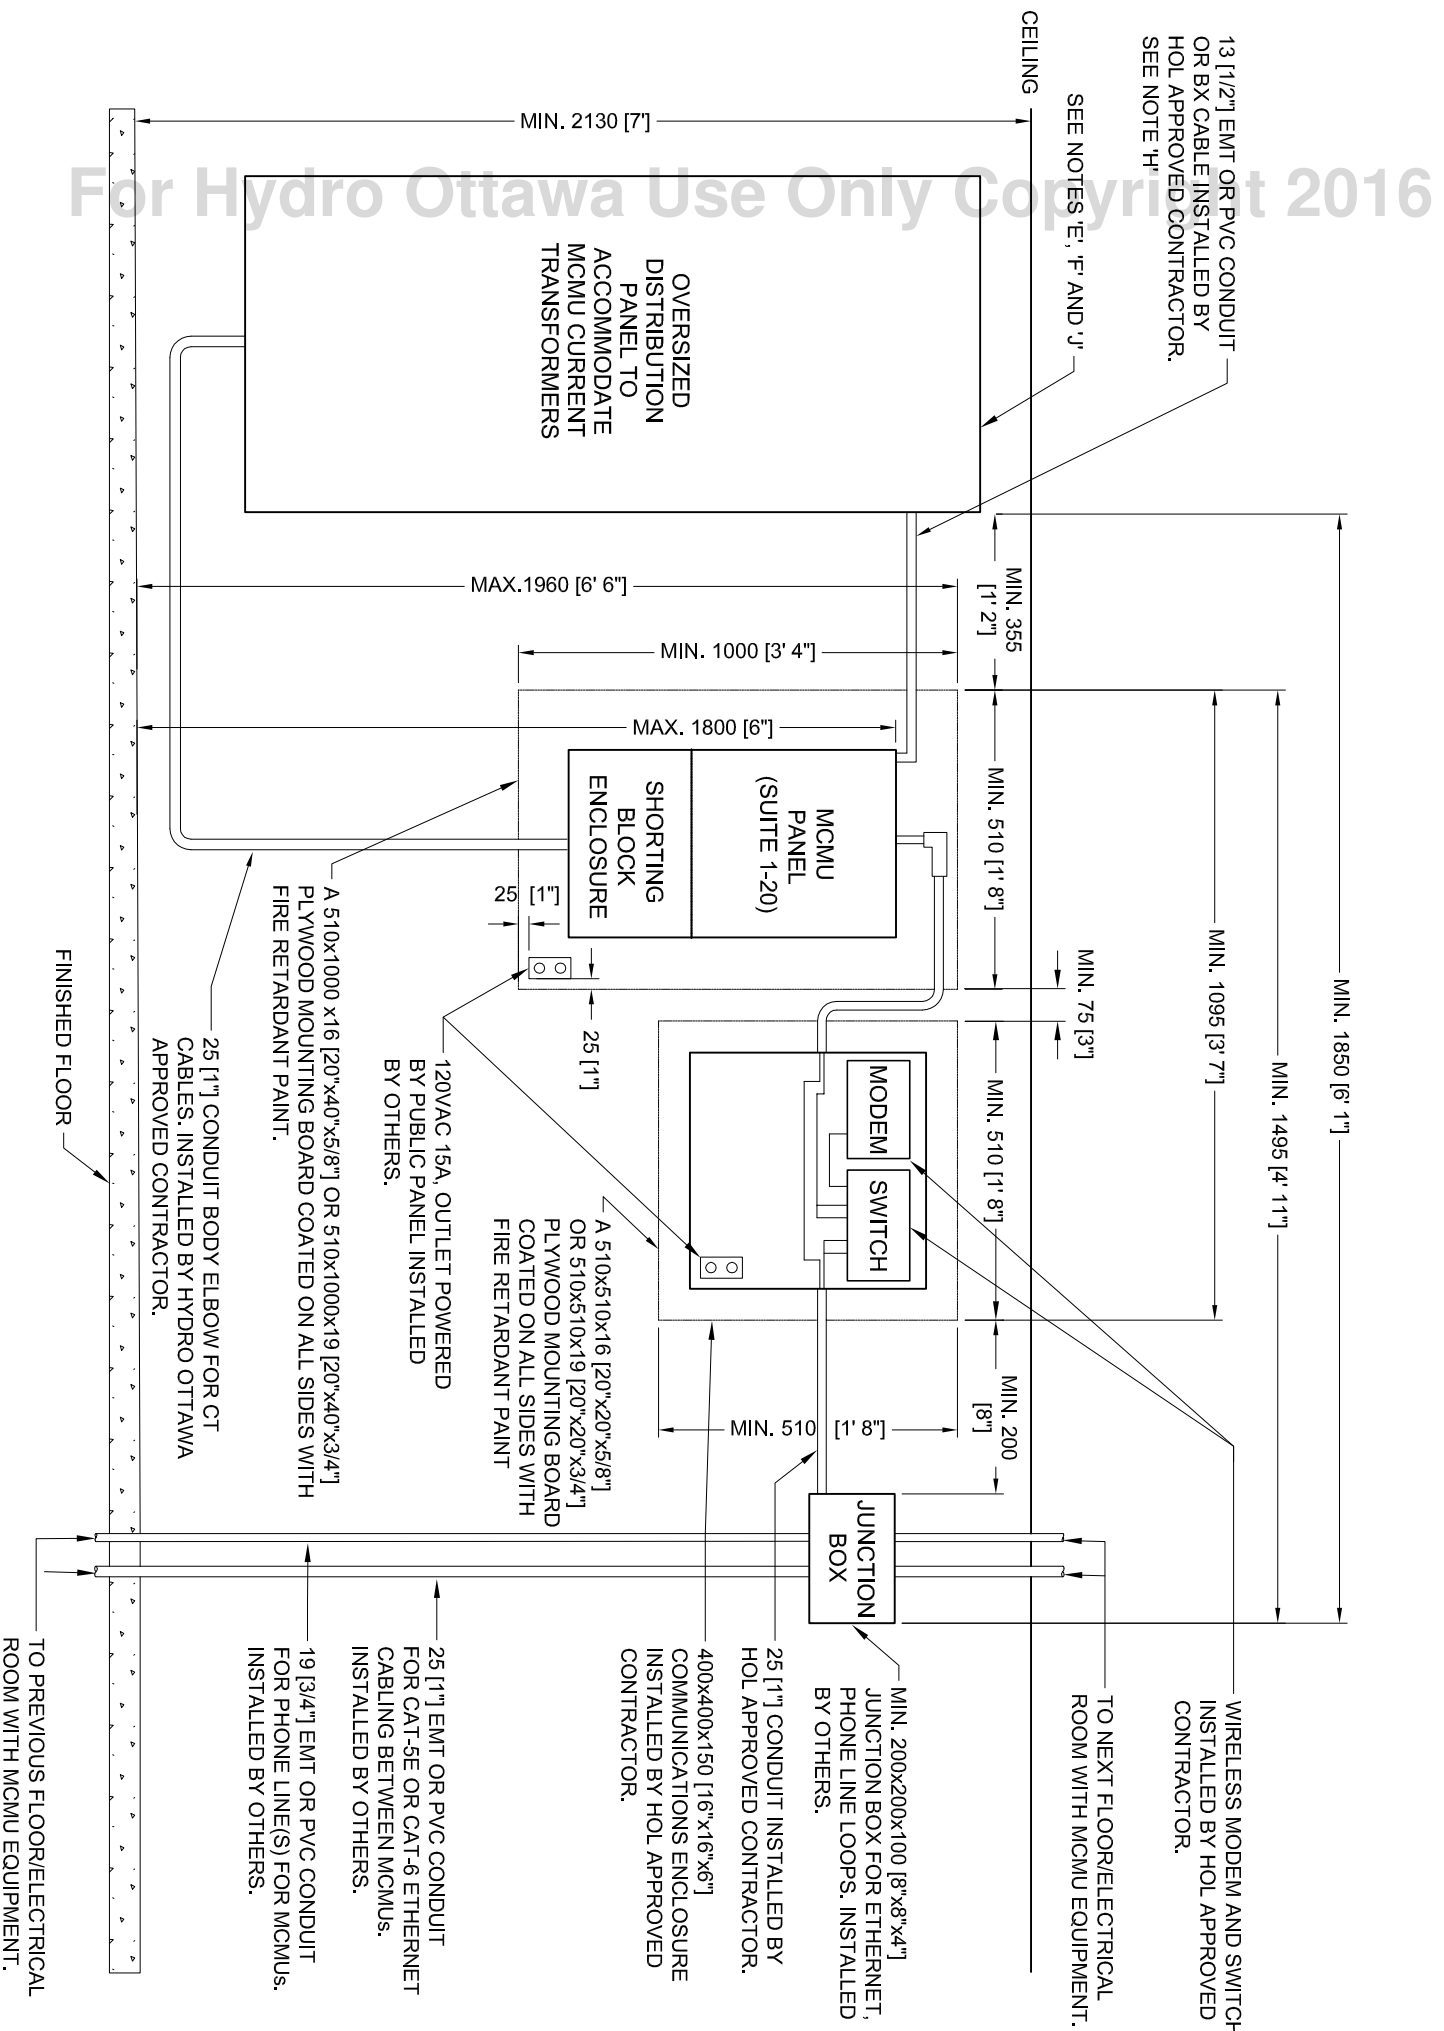 For Hydro Ottawa Use Only Copyright 2016
13 [1/2"] EMT OR PVC CONDUIT
OR BX CABLE INSTALLED BY
HOL APPROVED CONTRACTOR.
SEE NOTE 'H'
SEE NOTES 'E', 'F' AND 'J'
CEILING
MIN. 2130 [7']
OVERSIZED
DISTRIBUTION
PANEL TO
ACCOMMODATE
MCMU CURRENT
TRANSFORMERS
MIN. 1850 [6' 1"]
MIN. 1495 [4' 11"]
MIN. 1095 [3' 7"]
MIN. 355
[1' 2"]
MIN. 510 [1' 8"]
MIN. 75 [3"]
MIN. 510 [1' 8"]
MIN. 200
[8"]
MAX.1960 [6' 6"]
MIN. 1000 [3' 4"]
MAX. 1800 [6"]
MCMU
PANEL
(SUITE 1-20)
SHORTING
BLOCK
ENCLOSURE
25 [1"]
25 [1"]
MODEM
SWITCH
MIN. 510 [1' 8"]
JUNCTION
BOX
WIRELESS MODEM AND SWITCH
INSTALLED BY HOL APPROVED
CONTRACTOR.
TO NEXT FLOOR/ELECTRICAL
ROOM WITH MCMU EQUIPMENT.
MIN. 200x200x100 [8"x8"x4"]
JUNCTION BOX FOR ETHERNET,
PHONE LINE LOOPS. INSTALLED
BY OTHERS.
25 [1"] CONDUIT INSTALLED BY
HOL APPROVED CONTRACTOR.
400x400x150 [16"x16"x6"]
COMMUNICATIONS ENCLOSURE
INSTALLED BY HOL APPROVED
CONTRACTOR.
A 510x510x16 [20"x20"x5/8"]
OR 510x510x19 [20"x20"x3/4"]
PLYWOOD MOUNTING BOARD
COATED ON ALL SIDES WITH
FIRE RETARDANT PAINT
120VAC 15A, OUTLET POWERED
BY PUBLIC PANEL INSTALLED
BY OTHERS.
A 510x1000 x16 [20"x40"x5/8"] OR 510x1000x19 [20"x40"x3/4"]
PLYWOOD MOUNTING BOARD COATED ON ALL SIDES WITH
FIRE RETARDANT PAINT.
25 [1"] CONDUIT BODY ELBOW FOR CT
CABLES. INSTALLED BY HYDRO OTTAWA
APPROVED CONTRACTOR.
25 [1"] EMT OR PVC CONDUIT
FOR CAT-5E OR CAT-6 ETHERNET
CABLING BETWEEN MCMUs.
INSTALLED BY OTHERS.
19 [3/4"] EMT OR PVC CONDUIT
FOR PHONE LINE(S) FOR MCMUs.
INSTALLED BY OTHERS.
FINISHED FLOOR
TO PREVIOUS FLOOR/ELECTRICAL
ROOM WITH MCMU EQUIPMENT.